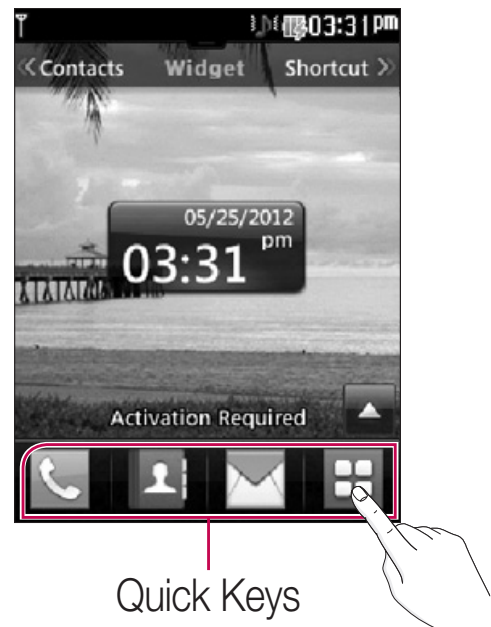 03:31pm
Contacts Widget Shortcut
05/25/2012
03:31 pm
Activation Required
Quick Keys